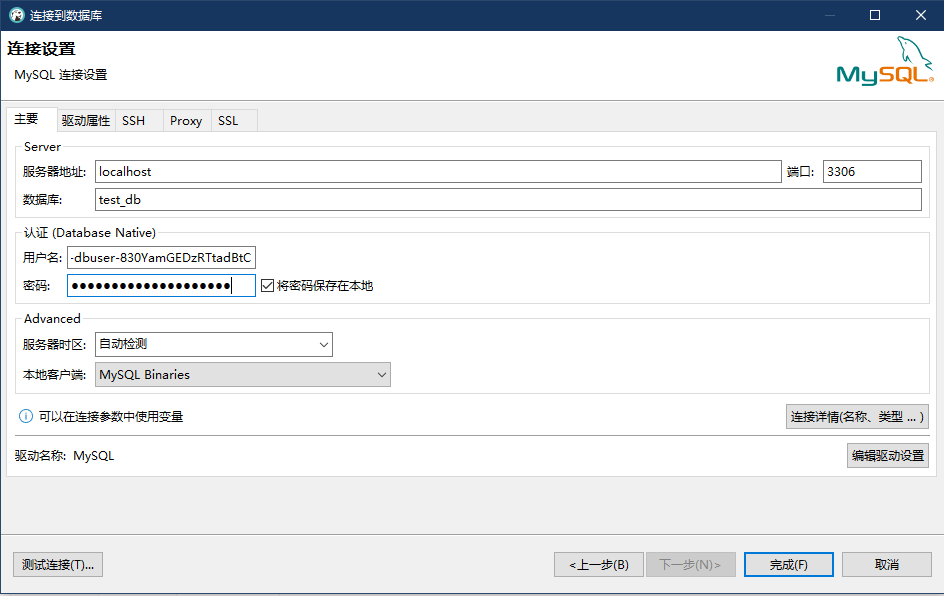 连接到数据库
连接设置
MySQL 连接设置
MySQL®
主要 驱动属性 SSH Proxy SSL
Server
服务器地址: localhost 端口: 3306
数据库: test_db
认证 (Database Native)
用户名: -dbuser-830YamGEDzRTtadBtC
密码: ●●●●●●●●●●●●●●●●●●●● 将密码保存在本地
Advanced
服务器时区: 自动检测
本地客户端: MySQL Binaries
可以在连接参数中使用变量 连接详情(名称、类型 ... )
驱动名称: MySQL 编辑驱动设置
测试连接(T)... <上一步(B) 下一步(N)> 完成(F) 取消